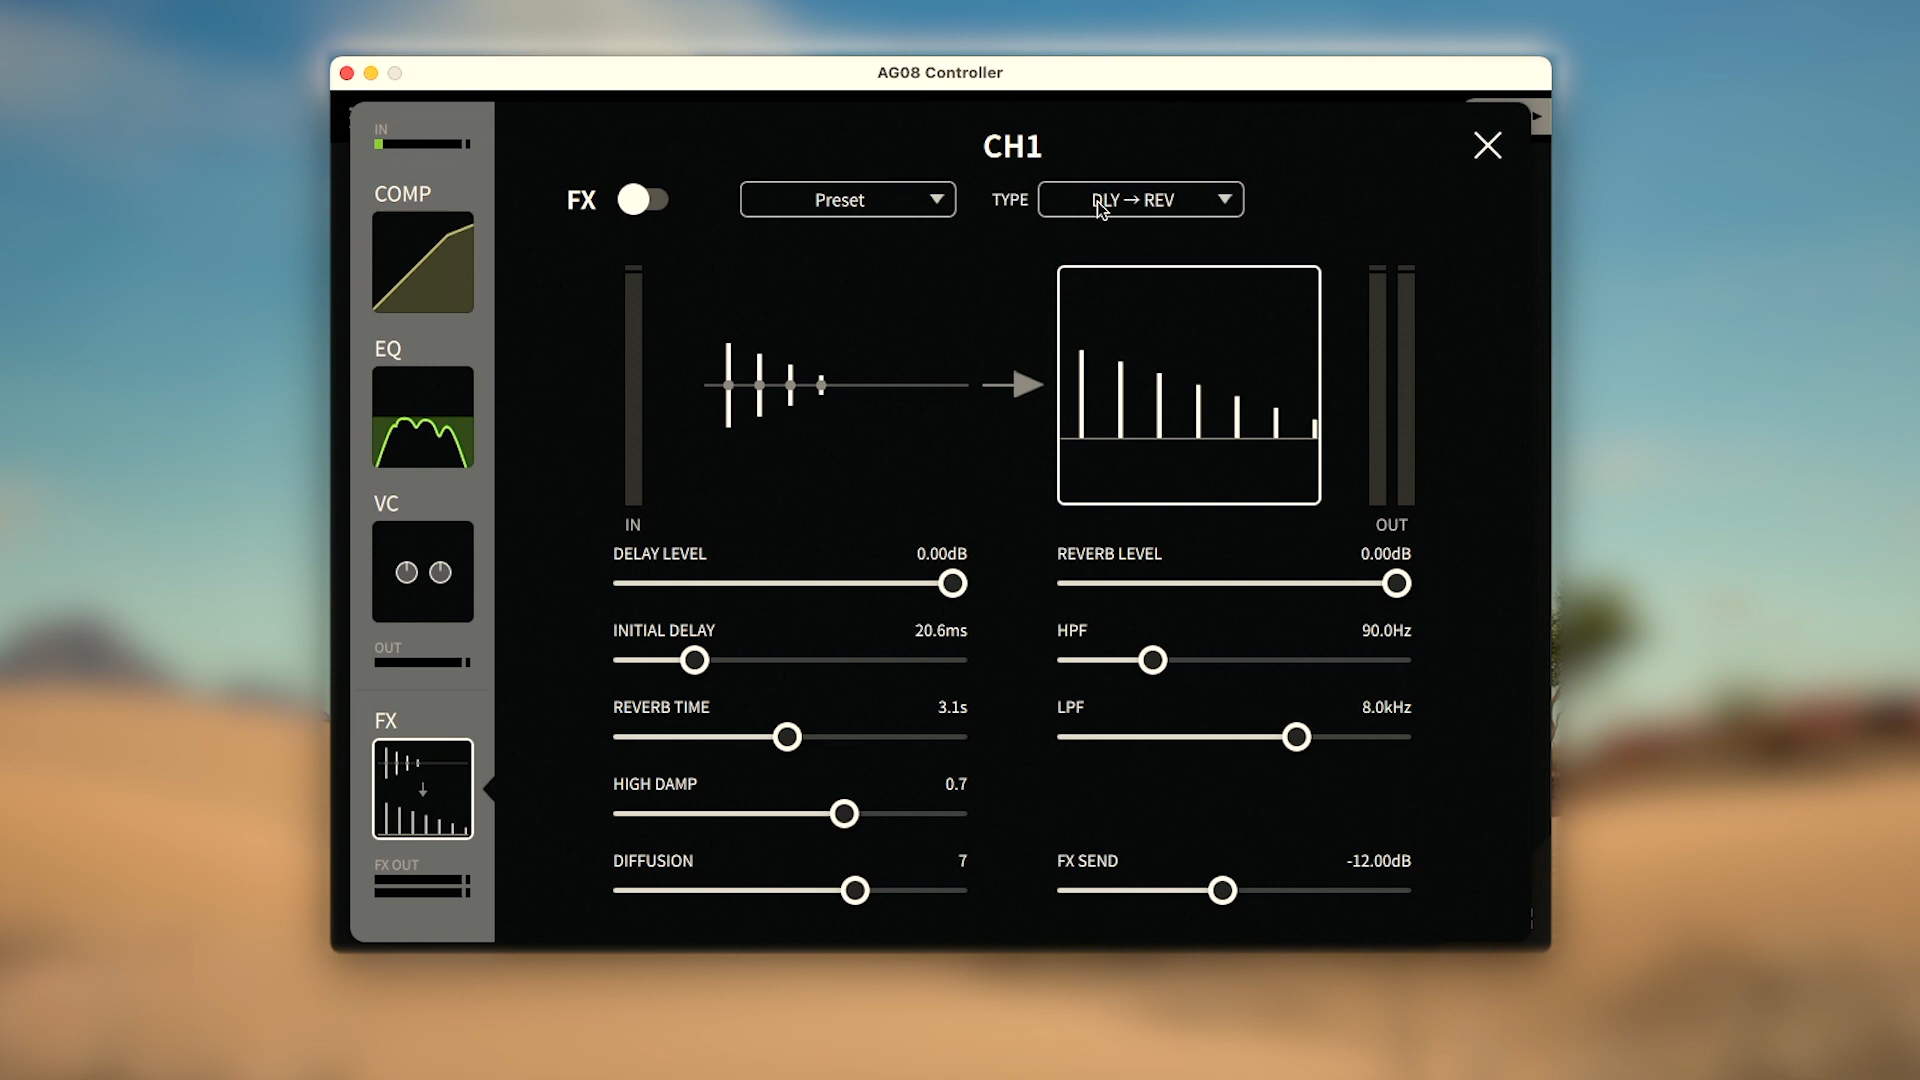 AG08 Controller
IN
COMP
EQ
VC
OUT
FX
FX OUT
CH1
FX
Preset
TYPE
DLY → REV
IN
OUT
DELAY LEVEL 0.00dB
INITIAL DELAY 20.6ms
REVERB TIME 3.1s
HIGH DAMP 0.7
DIFFUSION 7
REVERB LEVEL 0.00dB
HPF 90.0Hz
LPF 8.0kHz
FX SEND -12.00dB